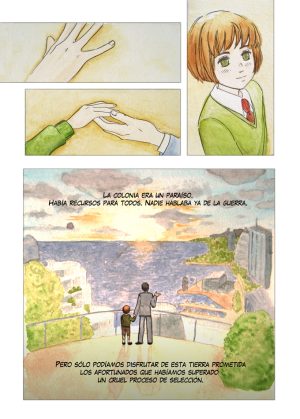 LA COLONIA ERA UN PARAÍSO.
HABÍA RECURSOS PARA TODOS. NADIE HABLABA YA DE LA GUERRA.
PERO SÓLO PODÍAMOS DISFRUTAR DE ESTA TIERRA PROMETIDA
LOS AFORTUNADOS QUE HABÍAMOS SUPERADO
UN CRUEL PROCESO DE SELECCIÓN.